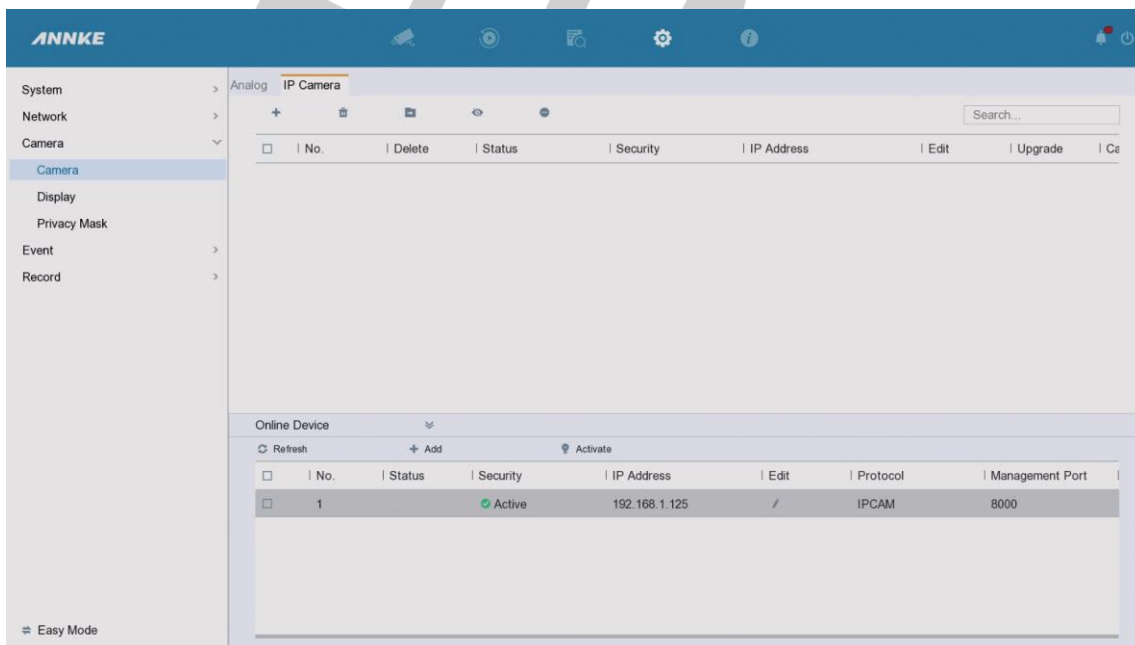 ANNKE
System
Network
Camera
Camera
Display
Privacy Mask
Event
Record
Easy Mode
Analog IP Camera
Search...
No. Delete Status Security IP Address Edit Upgrade Ca
Online Device
Refresh Add Activate
No. Status Security IP Address Edit Protocol Management Port
1 Active 192.168.1.125 IPCAM 8000